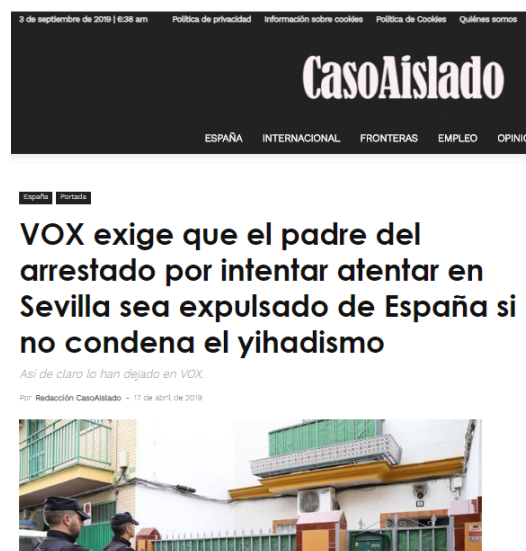 3 de septiembre de 2019 | 6:38 am Política de privacidad Información sobre cookies Política de Cookies Quiénes somos
CasoAislado
ESPAÑA INTERNACIONAL FRONTERAS EMPLEO
España Portada
VOX exige que el padre del
arrestado por intentar atentar en
Sevilla sea expulsado de España si
no condena el yihadismo
Así de claro lo han dejado en VOX.
Por Redacción CasoAislado - 17 de abril de 2019